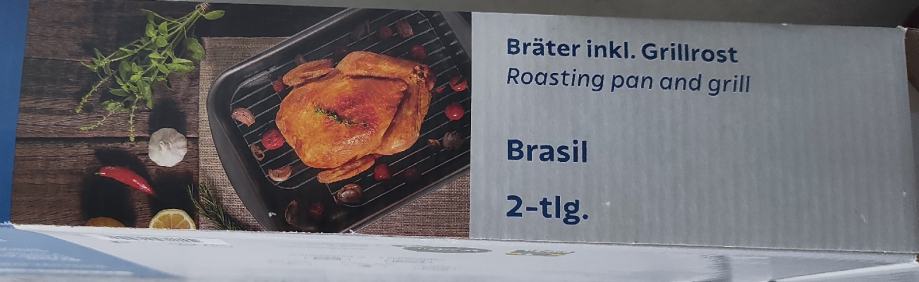 Bräter inkl. Grillrost
Roasting pan and grill
Brasil
2-tlg.